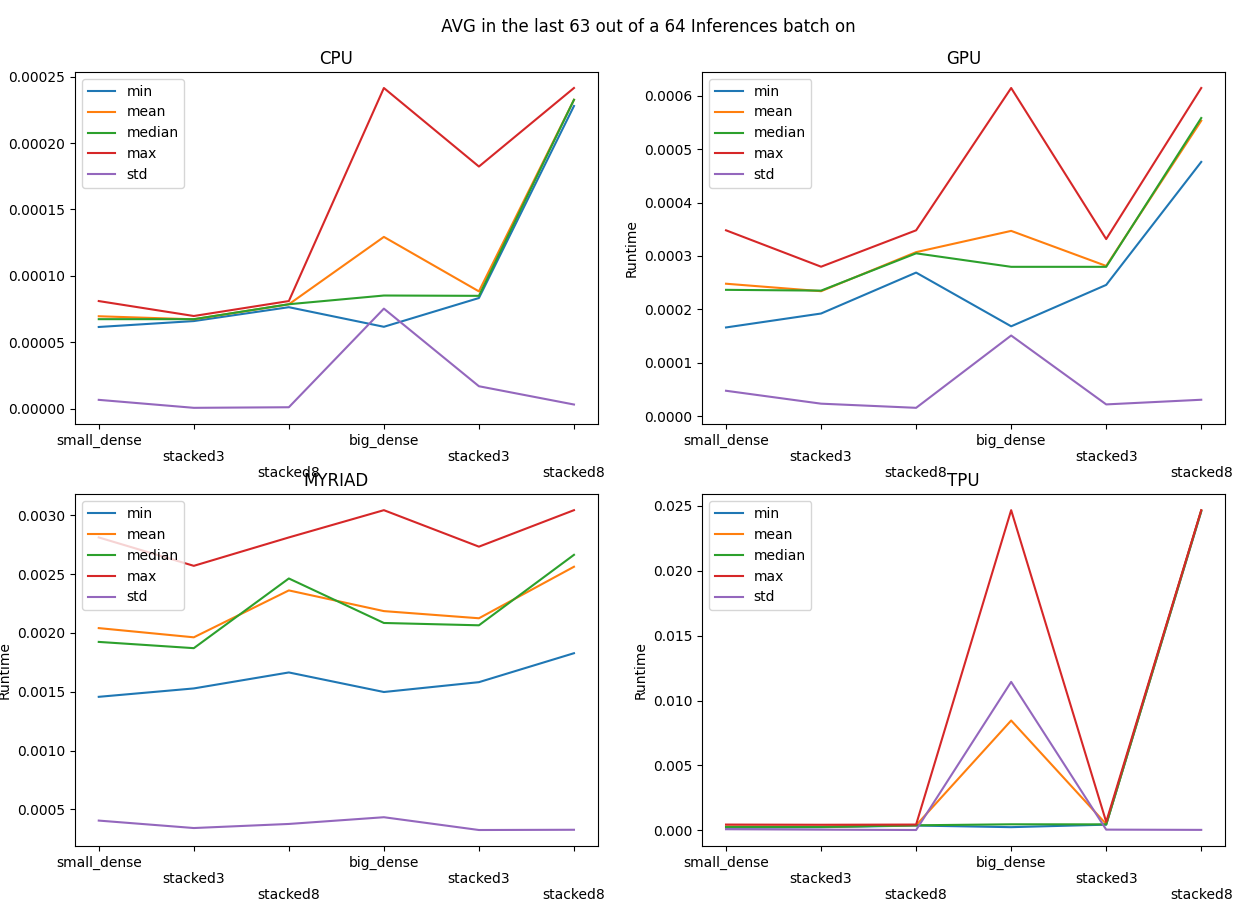 AVG in the last 63 out of a 64 Inferences batch on
CPU
0.00025
0.00020
0.00015
0.00010
0.00005
0.00000
min
mean
median
max
std
small_dense
stacked3
stacked8
big_dense
stacked3
stacked8
GPU
Runtime
0.0006
0.0005
0.0004
0.0003
0.0002
0.0001
0.0000
min
mean
median
max
std
small_dense
stacked3
stacked8
big_dense
stacked3
stacked8
MYRIAD
Runtime
0.0030
0.0025
0.0020
0.0015
0.0010
0.0005
min
mean
median
max
std
small_dense
stacked3
stacked8
big_dense
stacked3
stacked8
TPU
Runtime
0.025
0.020
0.015
0.010
0.005
0.000
min
mean
median
max
std
small_dense
stacked3
stacked8
big_dense
stacked3
stacked8